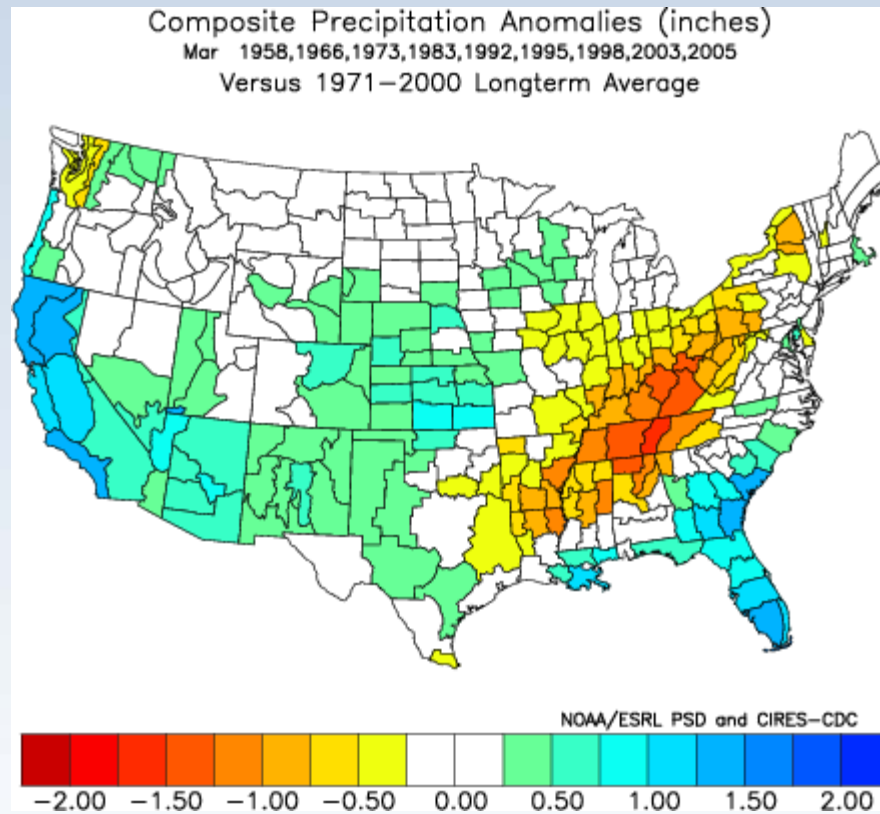 Composite Precipitation Anomalies (inches)
Mar 1958,1966,1973,1983,1992,1995,1998,2003,2005
Versus 1971-2000 Longterm Average
NOAA/ESRL PSD and CIRES-CDC
-2.00 -1.50 -1.00 -0.50 0.00 0.50 1.00 1.50 2.00